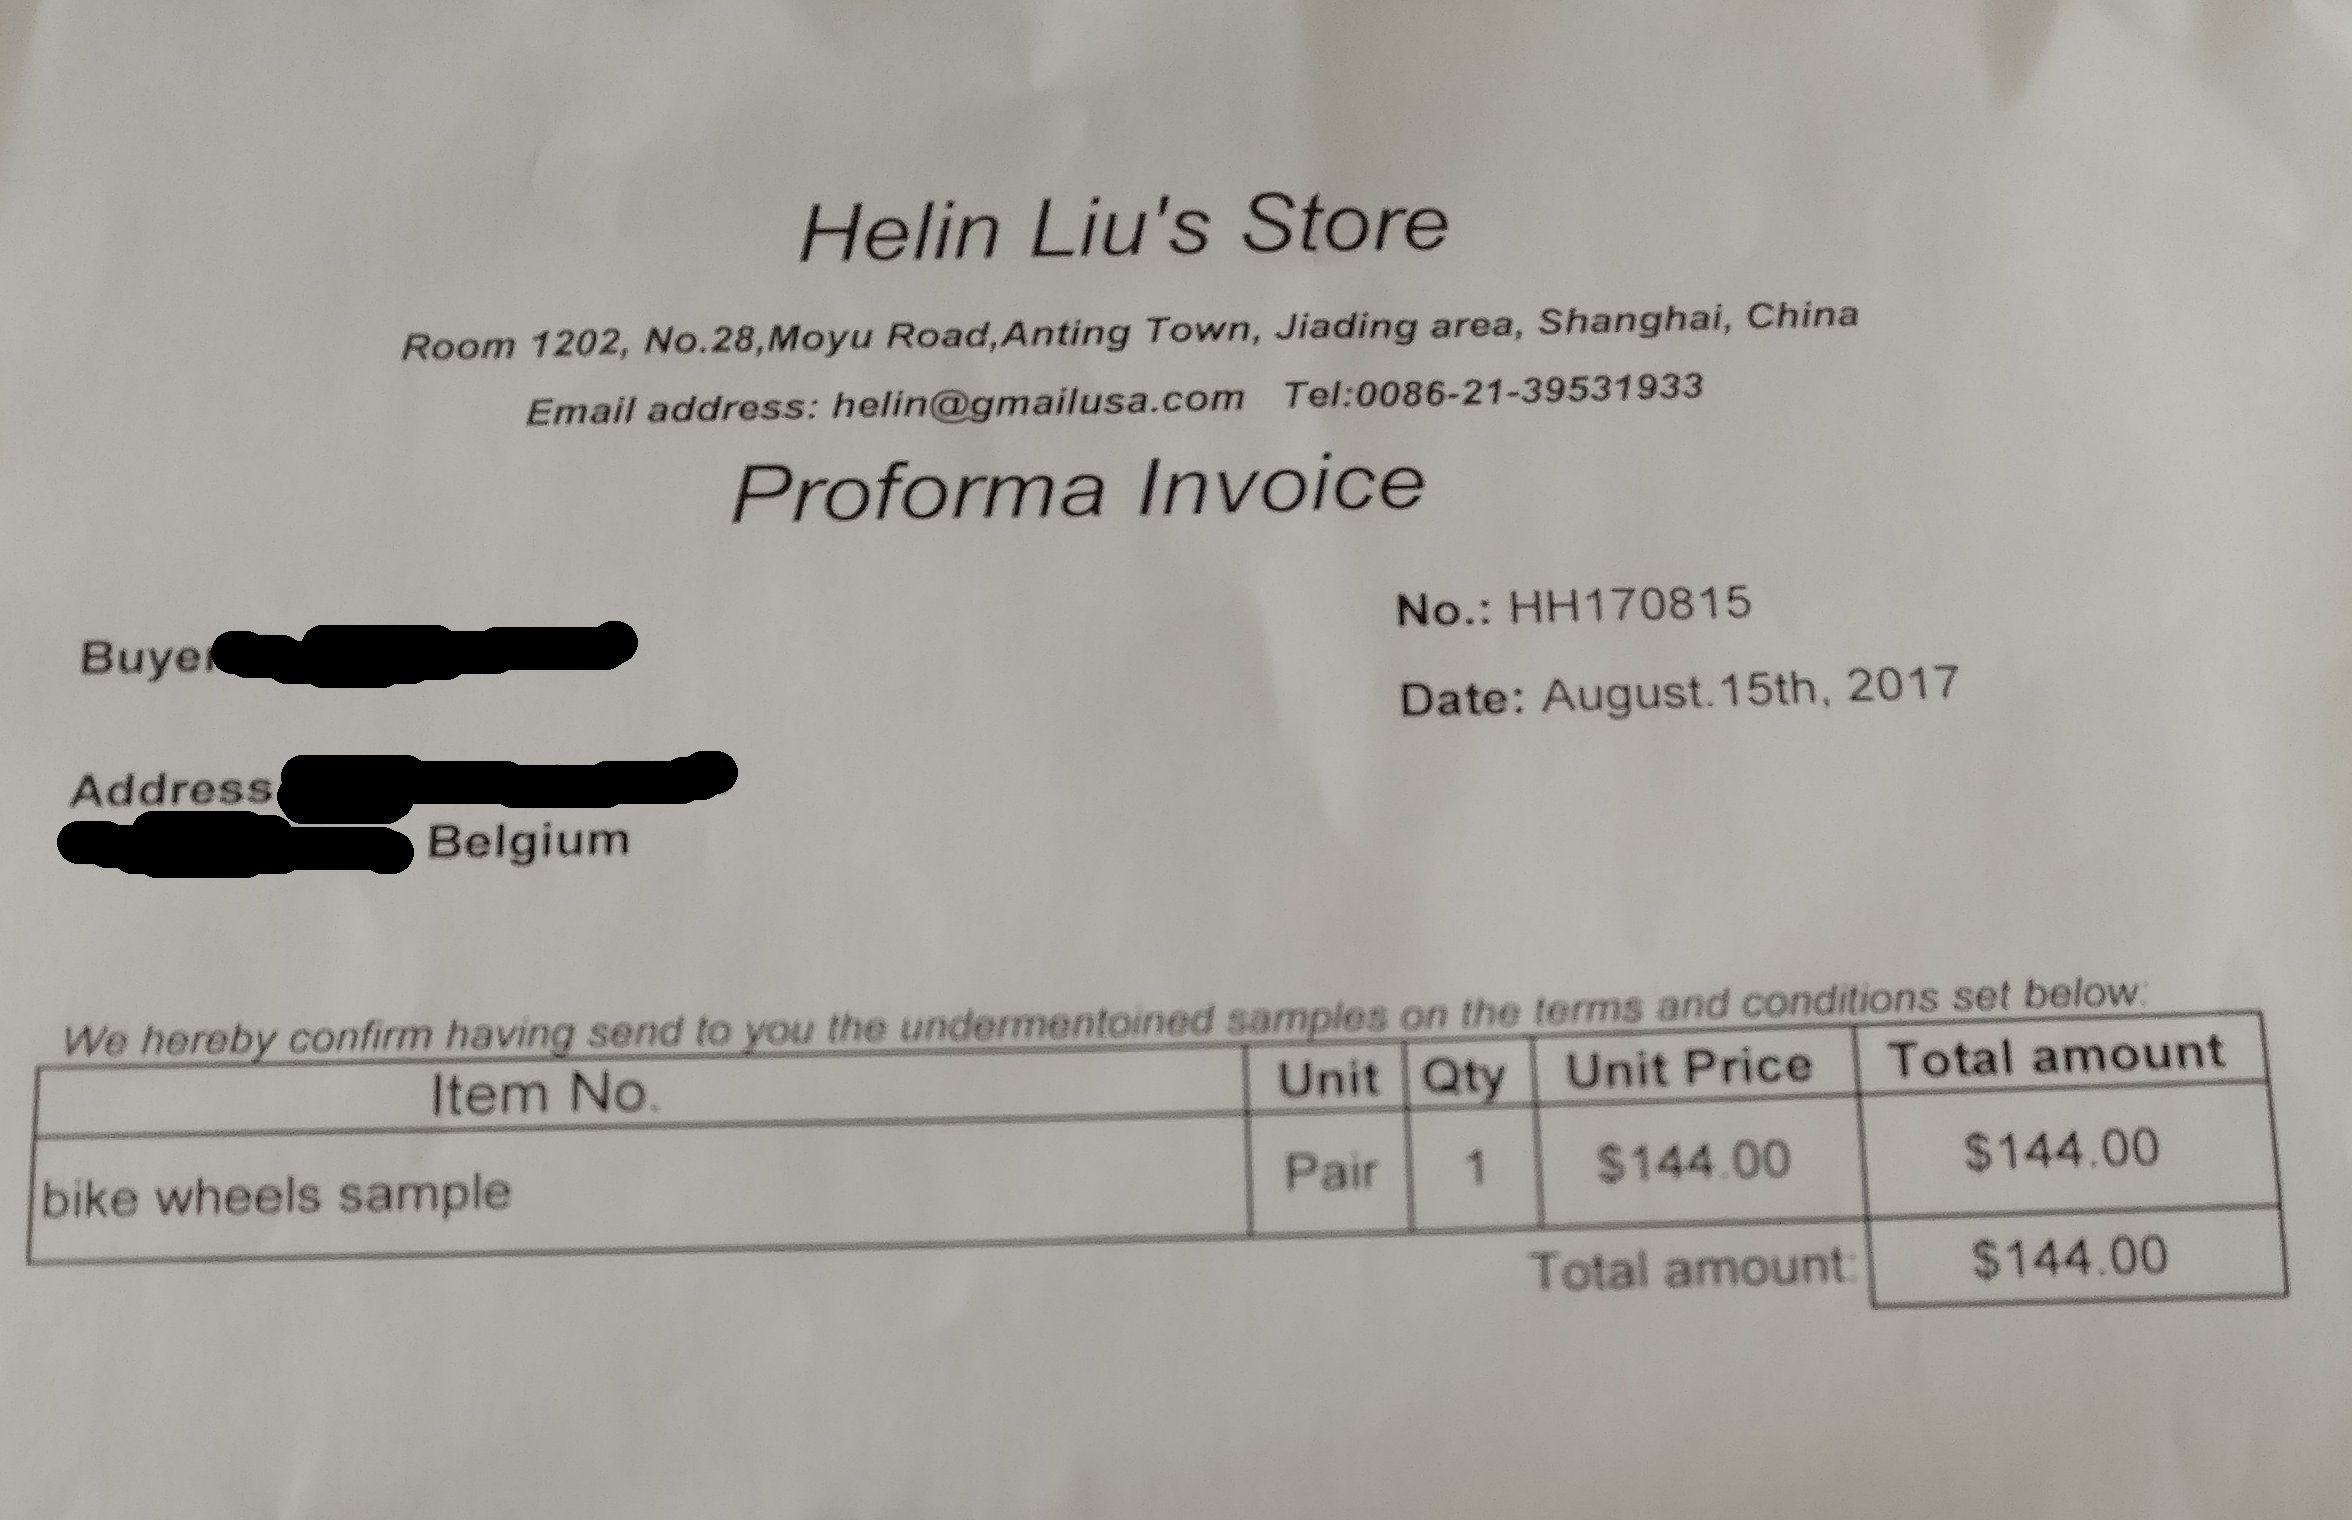 Helin Liu's Store
Room 1202, No.28,Moyu Road,Anting Town, Jiading area, Shanghai, China
Email address: helin@gmailusa.com Tel:0086-21-39531933
Proforma Invoice
No.: HH170815
Buyer
Date: August.15th, 2017
Address
Belgium
We hereby confirm having send to you the undermentoined samples on the terms and conditions set below:
Item No. Unit Qty Unit Price Total amount
bike wheels sample Pair 1 $144.00 $144.00
Total amount: $144.00